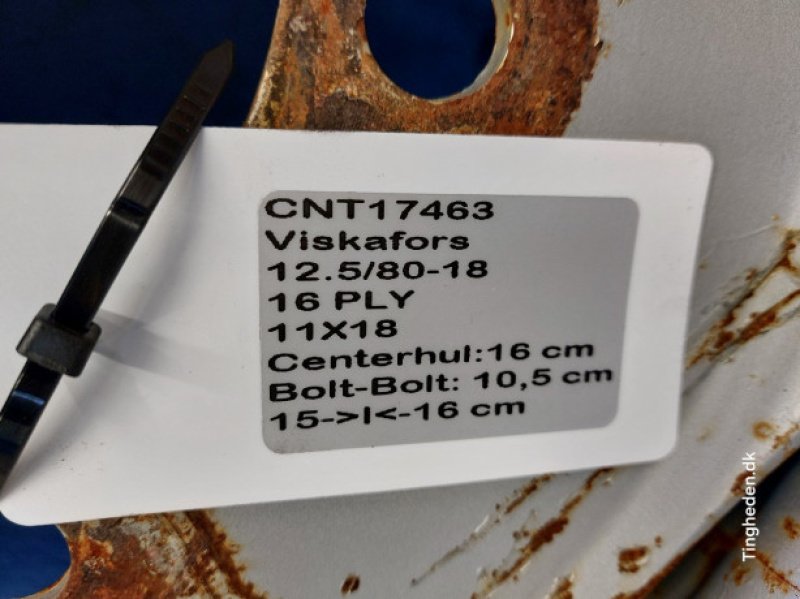 CNT17463
Viskafors
12.5/80-18
16 PLY
11X18
Centerhul:16 cm
Bolt-Bolt: 10,5 cm
15->I<-16 cm
Tingheden.dk